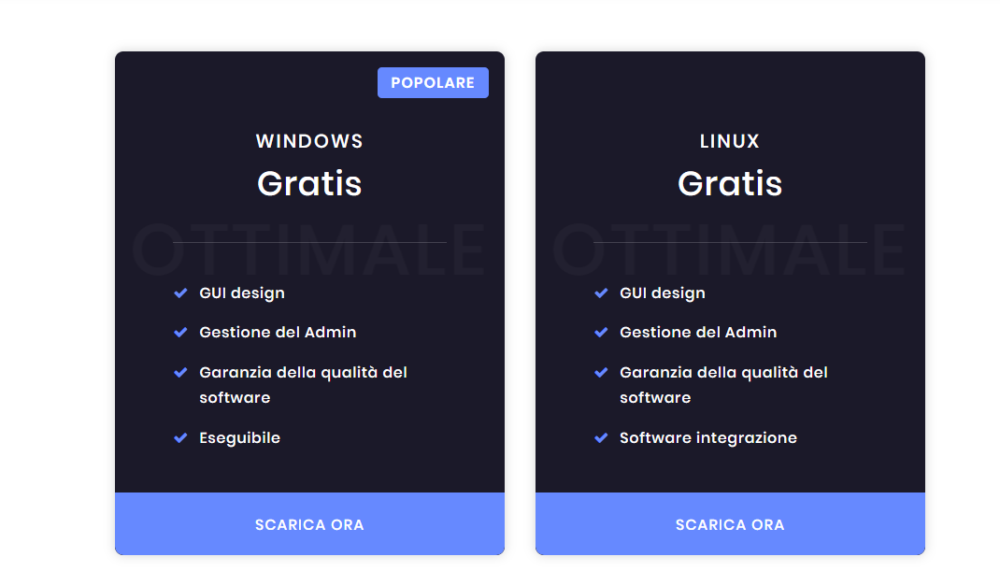 POPOLARE
WINDOWS
Gratis
OTTIMALE
GUI design
Gestione del Admin
Garanzia della qualità del
software
Eseguibile
SCARICA ORA
LINUX
Gratis
OTTIMALE
GUI design
Gestione del Admin
Garanzia della qualità del
software
Software integrazione
SCARICA ORA